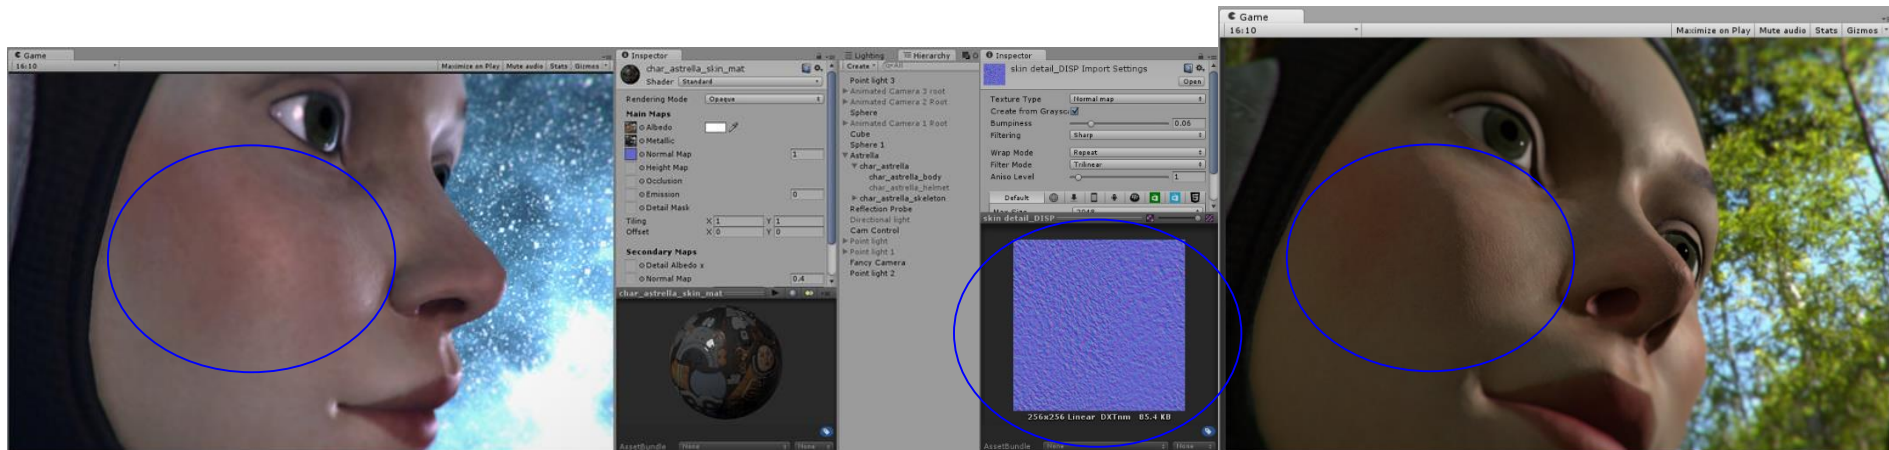 Game
16:10
Maximize on Play Mute audio Stats Gizmos
Inspector
char_astrella_skin_mat
Shader Standard
Rendering Mode Opaque
Main Maps
Albedo
Metallic
Normal Map 1
Height Map
Occlusion
Emission 0
Detail Mask
Tiling X 1 Y 1
Offset X 0 Y 0
Secondary Maps
Detail Albedo x
Normal Map 0.4
char_astrella_skin_mat
AssetBundle None None
Lighting Hierarchy
Create All
Point light 3
Animated Camera 3 root
Animated Camera 2 Root
Sphere
Animated Camera 1 Root
Cube
Sphere 1
Astrella
char_astrella
char_astrella_body
char_astrella_helmet
char_astrella_skeleton
Reflection Probe
Directional light
Cam Control
Point light
Point light 1
Fancy Camera
Point light 2
Inspector
skin detail_DISP Import Settings
Open
Texture Type Normal map
Create from Graysc
Bumpiness 0.06
Filtering Sharp
Wrap Mode Repeat
Filter Mode Trilinear
Aniso Level 1
Default
Max Size 2048
skin detail_DISP
256x256 Linear DXTnm 85.4 KB
AssetBundle None None
Game
16:10
Maximize on Play Mute audio Stats Gizmos